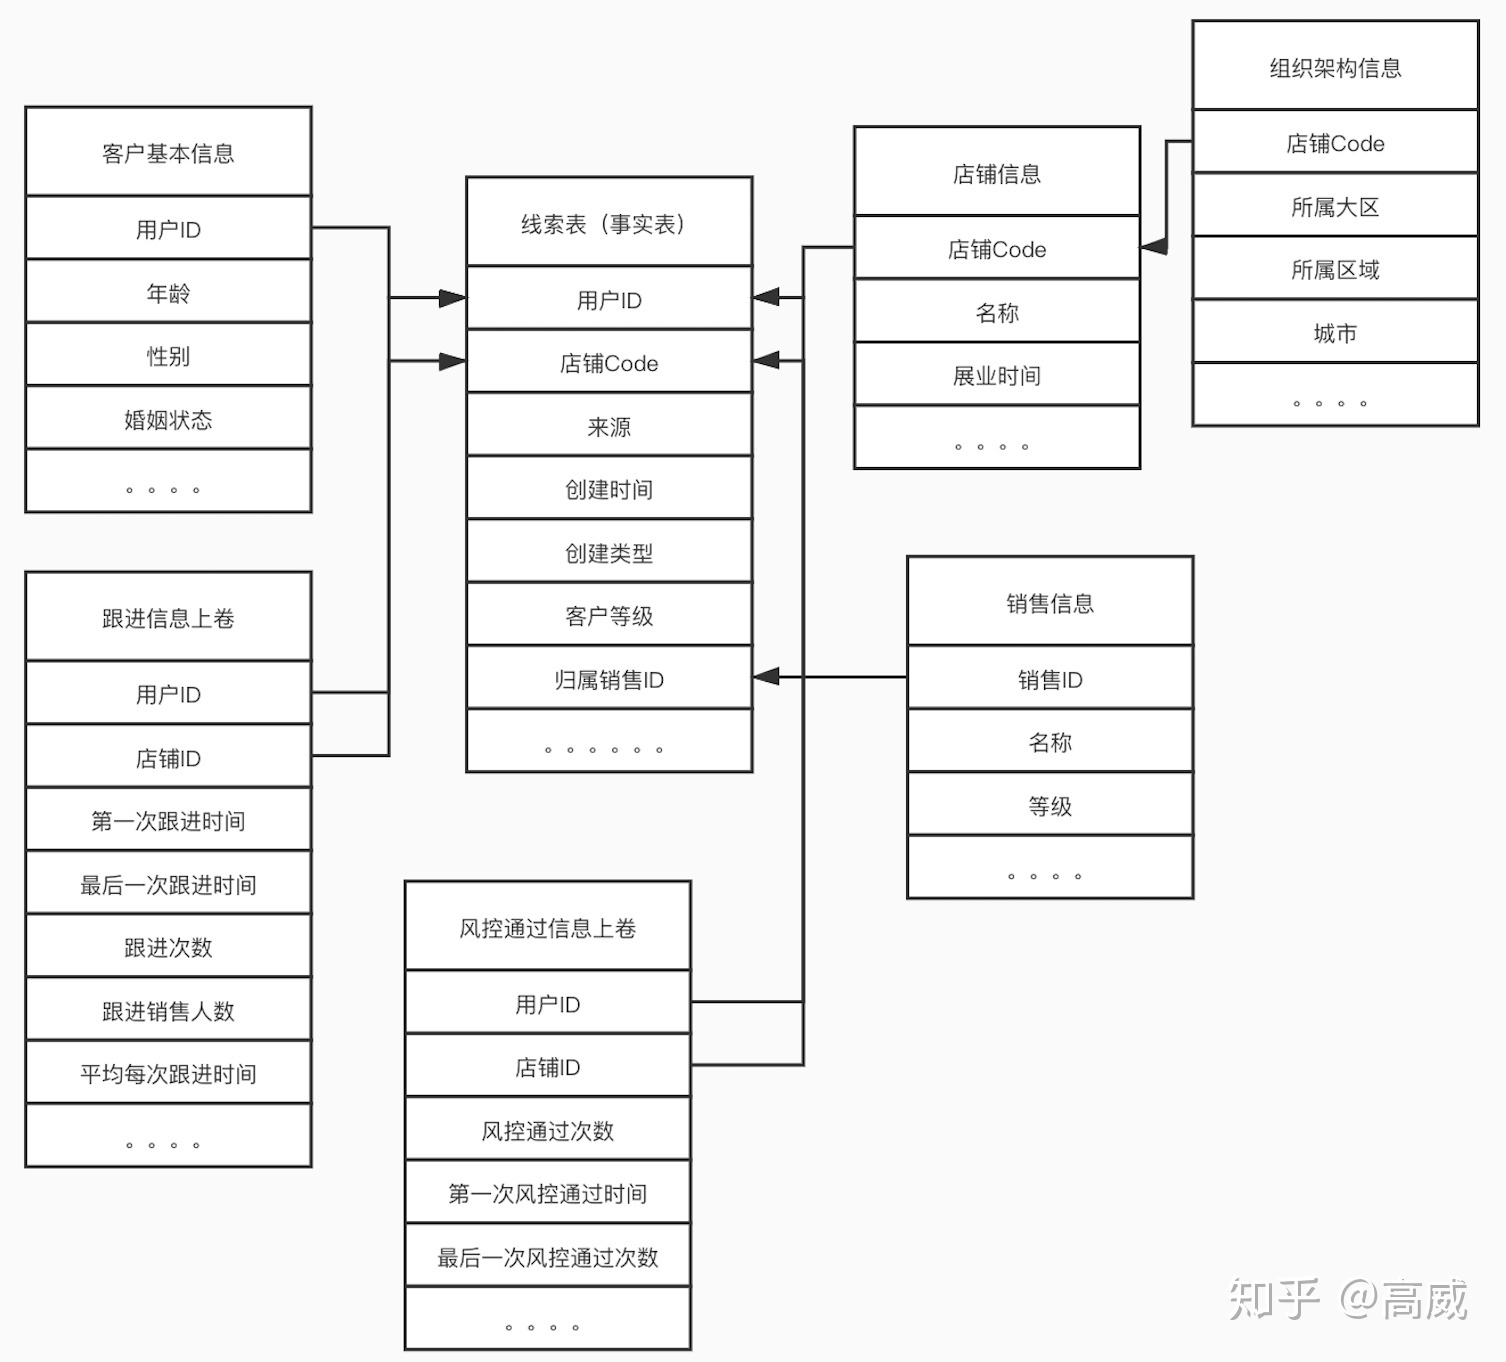 客户基本信息
用户ID
年龄
性别
婚姻状态
。。。。
跟进信息上卷
用户ID
店铺ID
第一次跟进时间
最后一次跟进时间
跟进次数
跟进销售人数
平均每次跟进时间
。。。。
线索表（事实表）
用户ID
店铺Code
来源
创建时间
创建类型
客户等级
归属销售ID
。。。。。。
风控通过信息上卷
用户ID
店铺ID
风控通过次数
第一次风控通过时间
最后一次风控通过次数
。。。。
店铺信息
店铺Code
名称
展业时间
。。。。
销售信息
销售ID
名称
等级
。。。。
组织架构信息
店铺Code
所属大区
所属区域
城市
。。。。
知乎 @高威